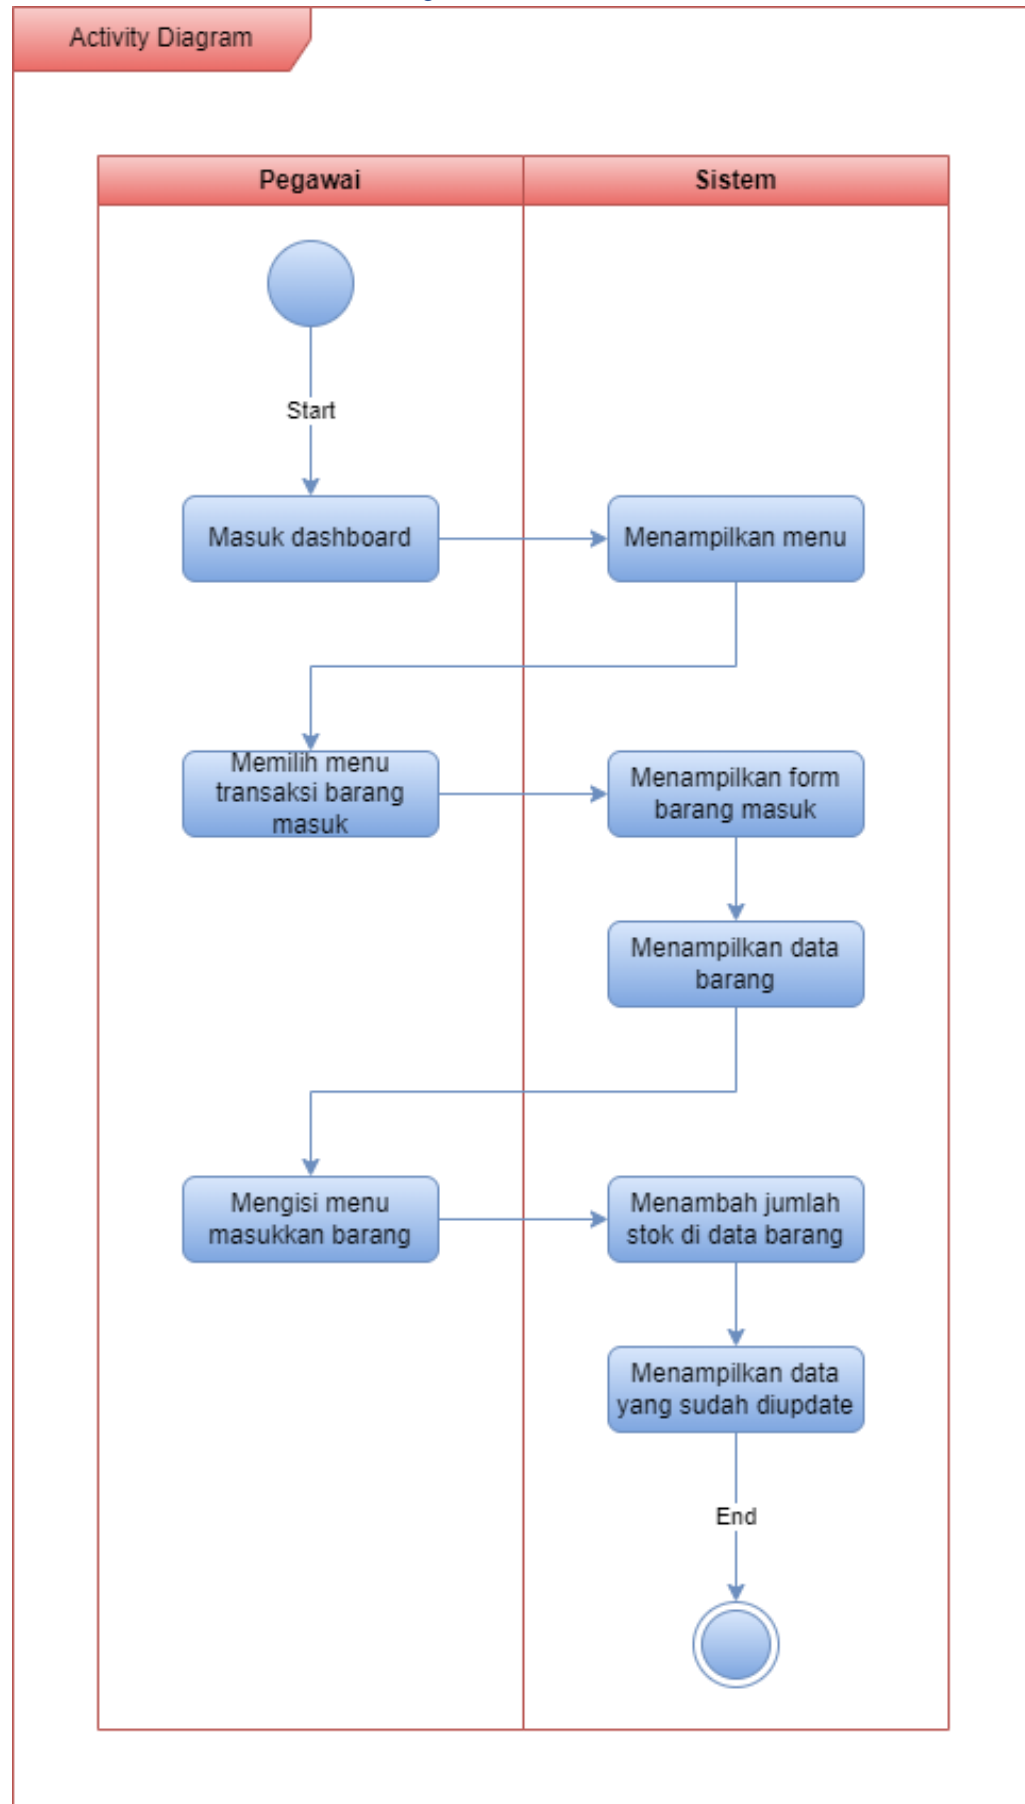 Activity Diagram
Pegawai
Sistem
Start
Masuk dashboard
Menampilkan menu
Memilih menu
transaksi barang
masuk
Menampilkan form
barang masuk
Menampilkan data
barang
Mengisi menu
masukkan barang
Menambah jumlah
stok di data barang
Menampilkan data
yang sudah diupdate
End